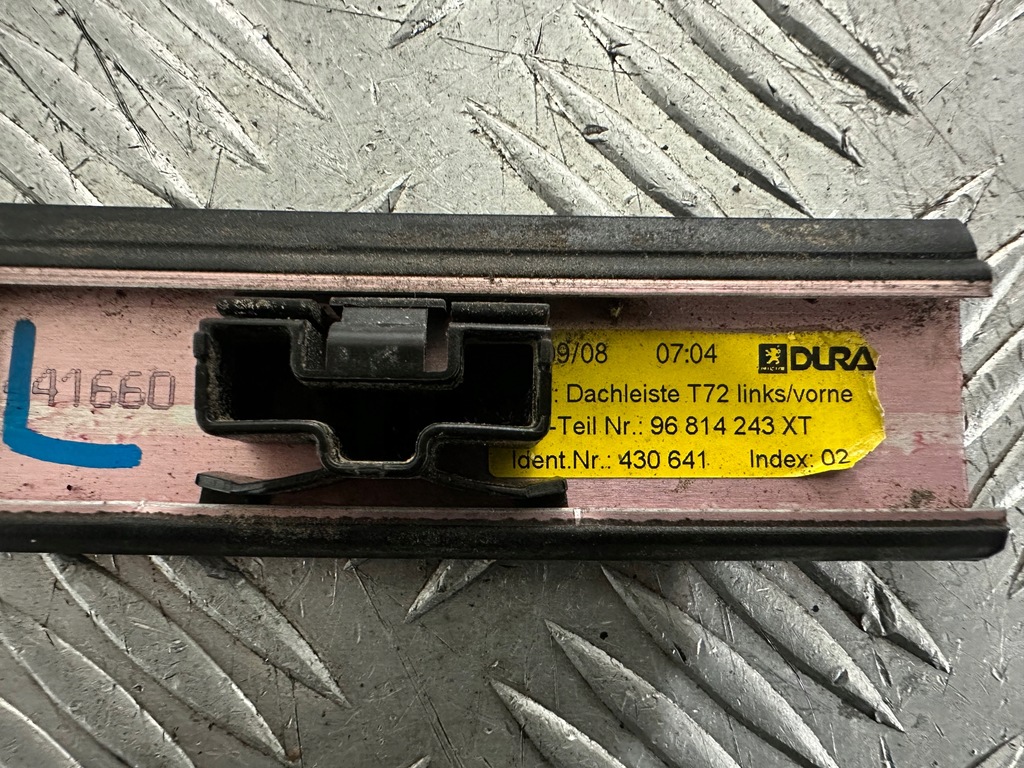 09/08 07:04 DURA
: Dachleiste T72 links/vorne
-Teil Nr.: 96 814 243 XT
Ident.Nr.: 430 641 Index: 02
41660
L